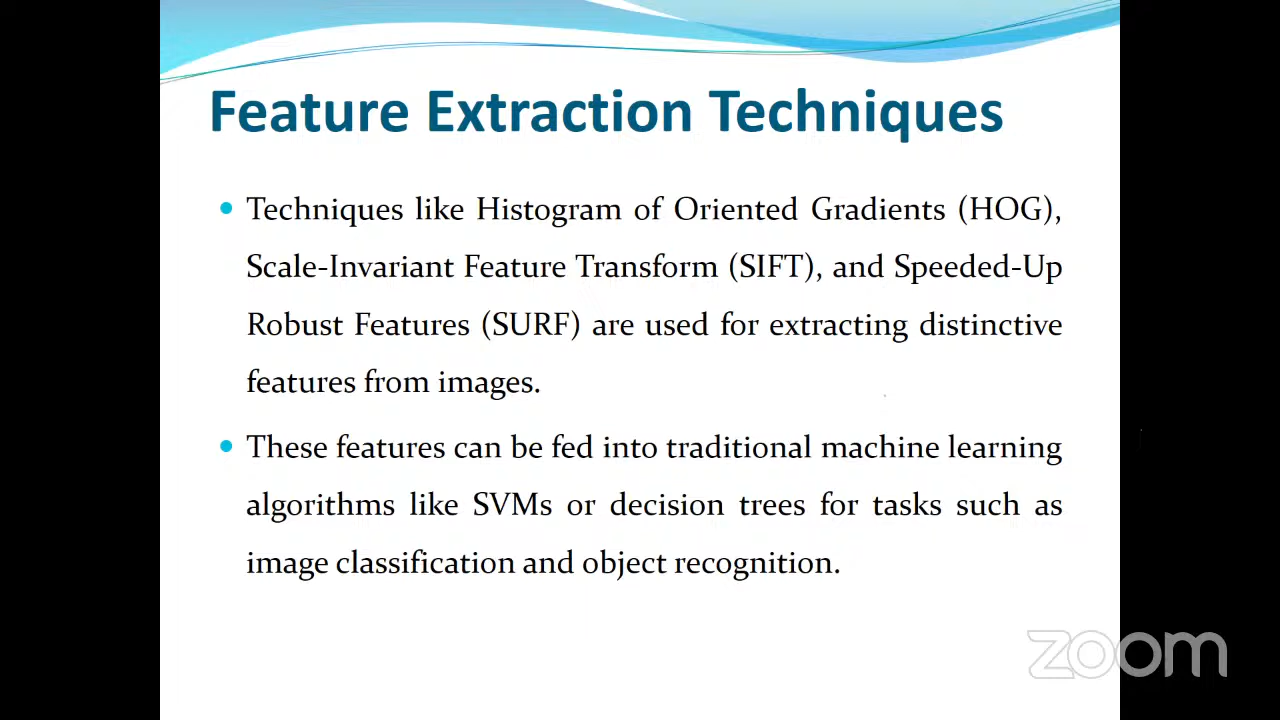 Feature Extraction Techniques
Techniques like Histogram of Oriented Gradients (HOG),
Scale-Invariant Feature Transform (SIFT), and Speeded-Up
Robust Features (SURF) are used for extracting distinctive
features from images.
These features can be fed into traditional machine learning
algorithms like SVMs or decision trees for tasks such as
image classification and object recognition.
zoom